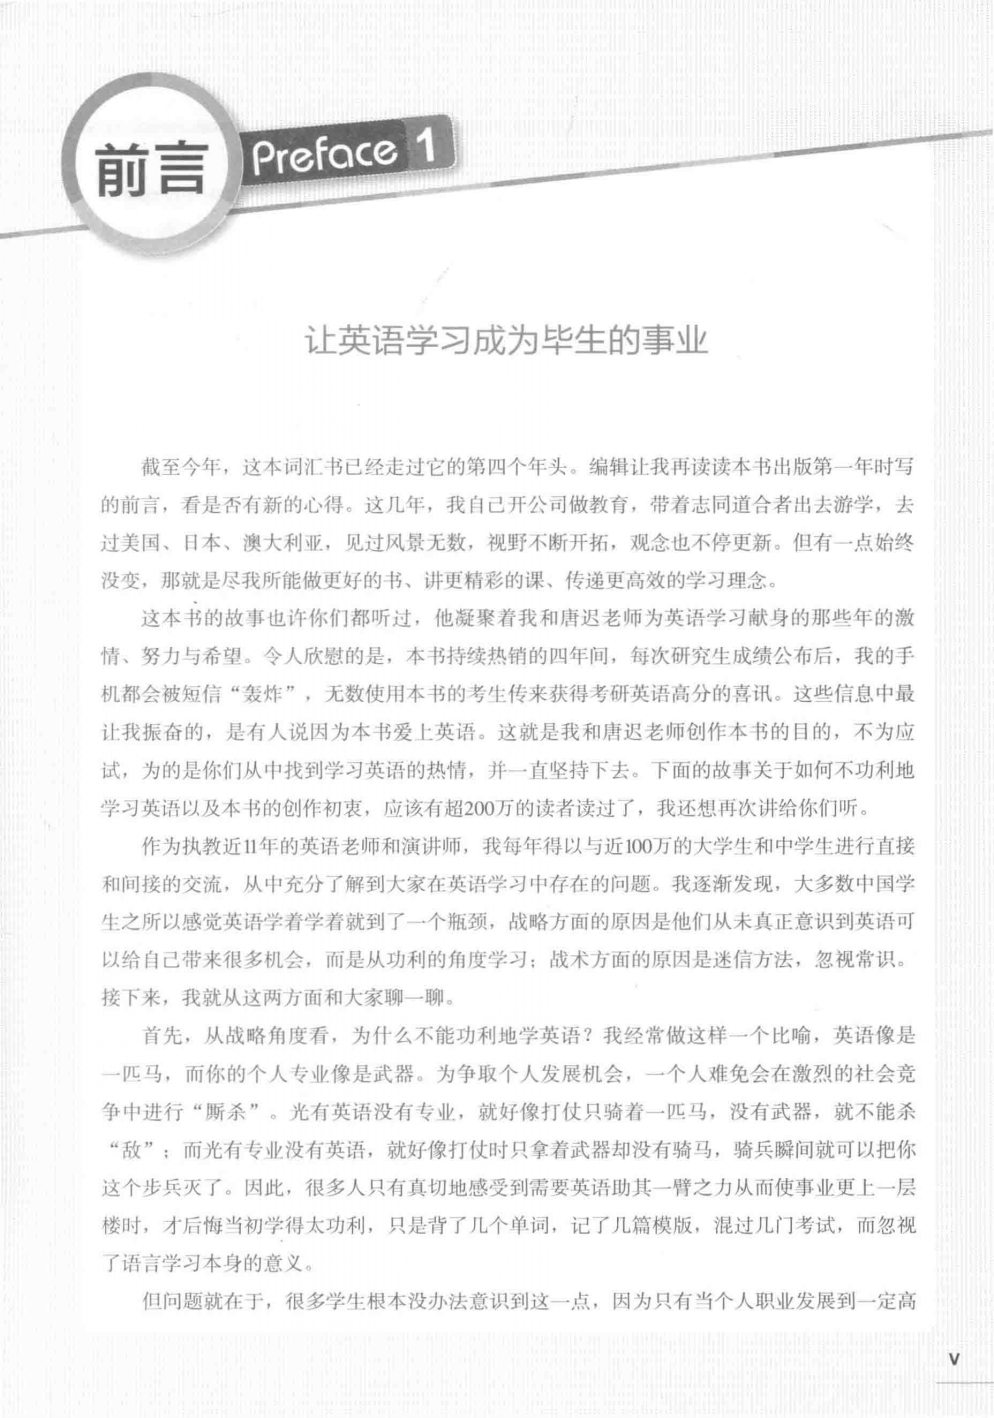 前言 Preface 1
让英语学习成为毕生的事业
截至今年，这本词汇书已经走过它的第四个年头。编辑让我再读读本书出版第一年时写
的前言，看是否有新的心得。这几年，我自己开公司做教育，带着志同道合者出去游学，去
过美国、日本、澳大利亚，见过风景无数，视野不断开拓，观念也不停更新。但有一点始终
没变，那就是尽我所能做更好的书、讲更精彩的课、传递更高效的学习理念。
这本书的故事也许你们都听过，他凝聚着我和唐迟老师为英语学习献身的那些年的激
情、努力与希望。令人欣慰的是，本书持续热销的四年间，每次研究生成绩公布后，我的手
机都会被短信“轰炸”，无数使用本书的考生传来获得考研英语高分的喜讯。这些信息中最
让我振奋的，是有人说因为本书爱上英语。这就是我和唐迟老师创作本书的目的，不为应
试，为的是你们从中找到学习英语的热情，并一直坚持下去。下面的故事关于如何不功利地
学习英语以及本书的创作初衷，应该有超200万的读者读过了，我还想再次讲给你们听。
作为执教近11年的英语老师和演讲师，我每年得以与近100万的大学生和中学生进行直接
和间接的交流，从中充分了解到大家在英语学习中存在的问题。我逐渐发现，大多数中国学
生之所以感觉英语学着学着就到了一个瓶颈，战略方面的原因是他们从未真正意识到英语可
以给自己带来很多机会，而是从功利的角度学习；战术方面的原因是迷信方法，忽视常识。
接下来，我就从这两方面和大家聊一聊。
首先，从战略角度看，为什么不能功利地学英语？我经常做这样一个比喻，英语像是
一匹马，而你的个人专业像是武器。为争取个人发展机会，一个人难免会在激烈的社会竞
争中进行“厮杀”。光有英语没有专业，就好像打仗只骑着一匹马，没有武器，就不能杀
“敌”；而光有专业没有英语，就好像打仗时只拿着武器却没有骑马，骑兵瞬间就可以把你
这个步兵灭了。因此，很多人只有真切地感受到需要英语助其一臂之力从而使事业更上一层
楼时，才后悔当初学得太功利，只是背了几个单词，记了几篇模版，混过几门考试，而忽视
了语言学习本身的意义。
但问题就在于，很多学生根本没办法意识到这一点，因为只有当个人职业发展到一定高
V